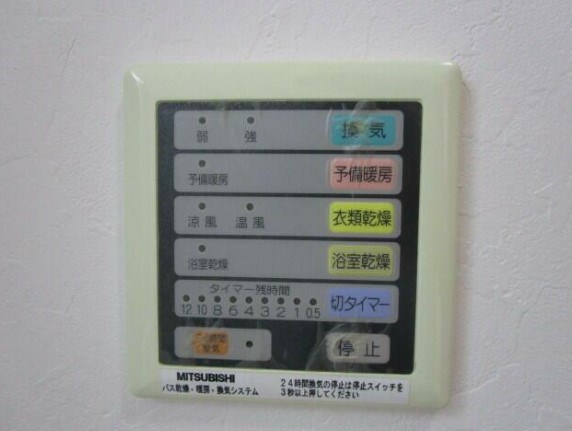 弱 強 換気
予備暖房 予備暖房
涼風 温風 衣類乾燥
浴室乾燥 浴室乾燥
タイマー残時間
12 10 8 6 4 3 2 1 0.5 切タイマー
換気 停止
MITSUBISHI
バス乾燥・暖房・換気システム
24時間換気の停止は停止スイッチを
3秒以上押してください